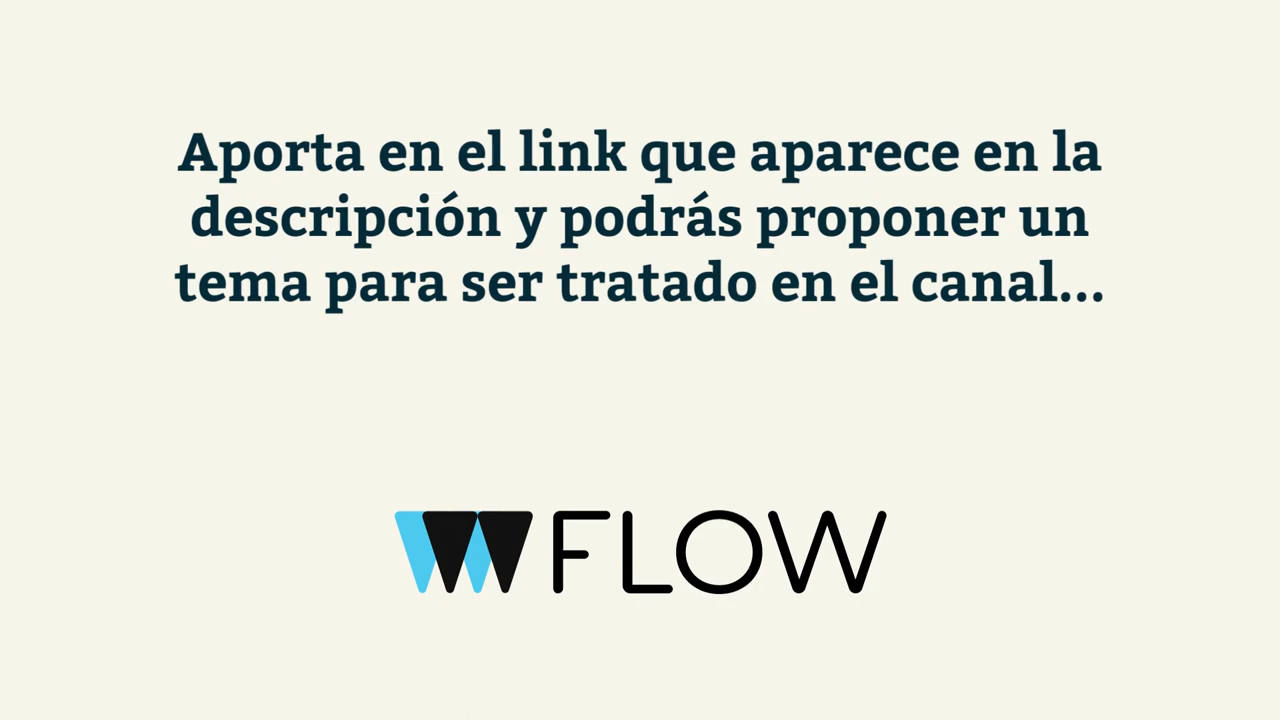 Aporta en el link que aparece en la
descripción y podrás proponer un
tema para ser tratado en el canal...
FLOW